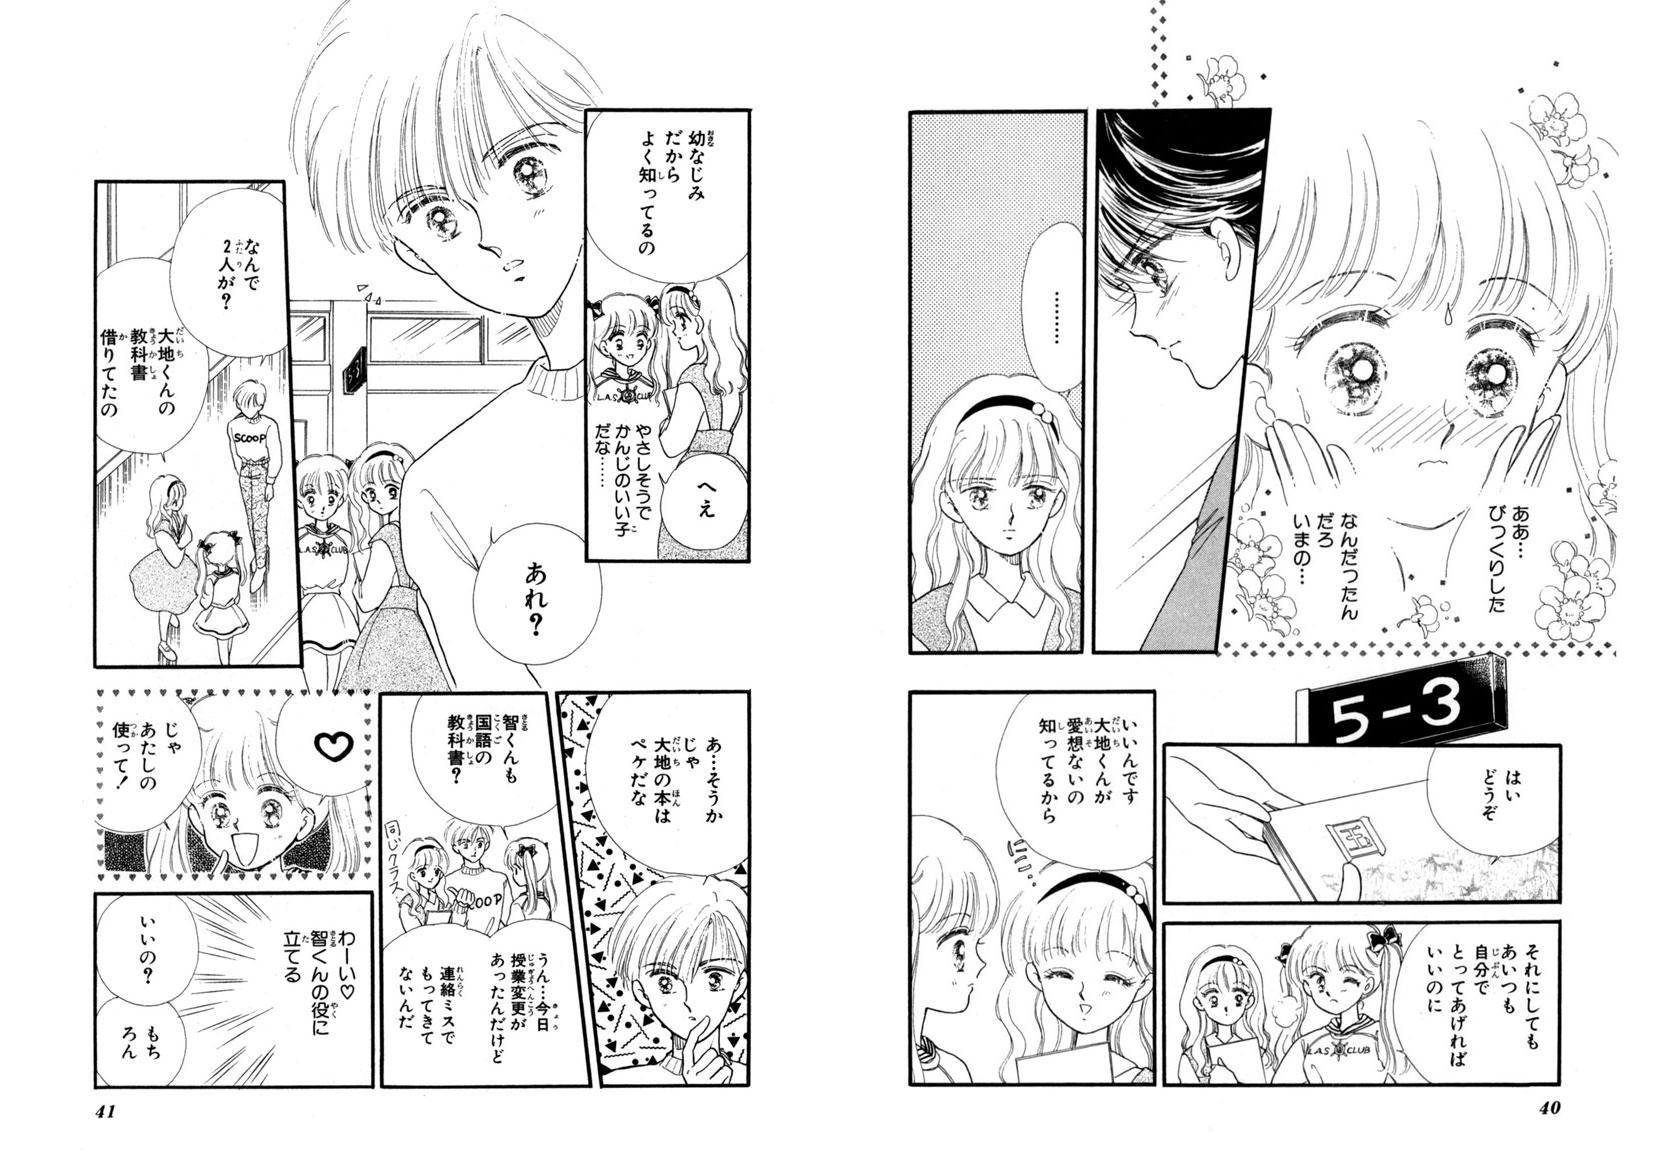 ああ…
びっくりした
なんだったん
だろ
いまの…
…………
5-3
はい
どうぞ
国
それにしても
あいつも
自分で
とってあげれば
いいのに
L.A.S CLUB
いいんです
大地くんが
愛想ないの
知ってるから
ニコニコ
40
幼なじみ
だから
よく知ってるの
L.A.S CLUB
やさしそうで
かんじのいい子
だな……
へえ
あれ？
5-3
L.A.S CLUB
なんで
2人が？
大地くんの
教科書
借りてたの
SCOOP
あ…そうか
じゃ
大地の本は
ペケだな
智くんも
国語の
教科書？
同じクラス
SCOOP
うん…今日
授業変更が
あったんだけど
連絡ミスで
もってきて
ないんだ
♡
じゃ
あたしの
使って！
わーい♡
智くんの役に
立てる
いいの？
もち
ろん
41